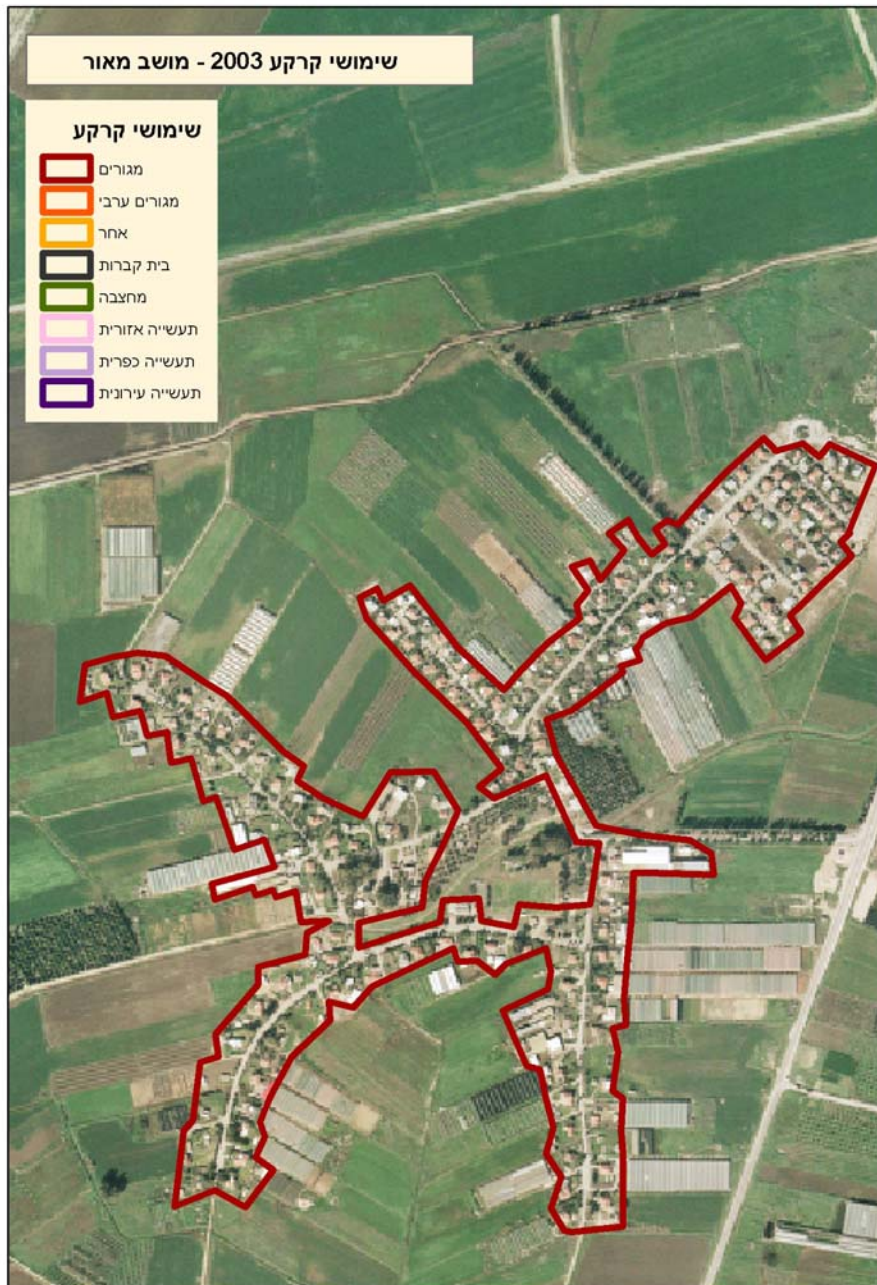 שימושי קרקע 2003 - מושב מאור
שימושי קרקע
מגורים
מגורים ערבי
אחר
בית קברות
מחצבה
תעשייה אזורית
תעשייה כפרית
תעשייה עירונית